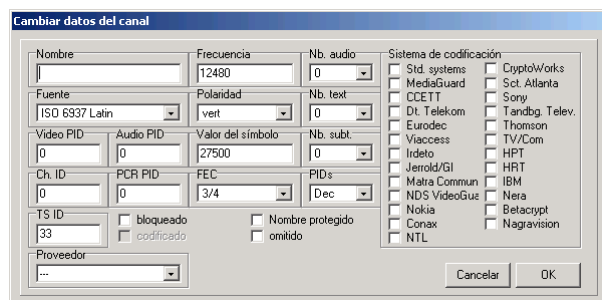 Cambiar datos del canal
Nombre Frecuencia Nb. audio Sistema de codificación
12480 0
Fuente Polaridad Nb. text
ISO 6937 Latin vert 0
Video PID Audio PID Valor del símbolo Nb. subt.
0 0 27500 0
Ch. ID PCR PID FEC PIDs
0 0 3/4 Dec
TS ID
33
bloqueado Nombre protegido
codificado omitido
Proveedor
---
Std. systems CryptoWorks
MediaGuard Sct. Atlanta
CCETT Sony
Dt. Telekom Tandbg. Telev.
Eurodec Thomson
Viaccess TV/Com
Irdeto HPT
Jerrold/GI HRT
Matra Commun IBM
NDS VideoGua Nera
Nokia Betacrypt
Conax Nagravision
NTL
Cancelar OK